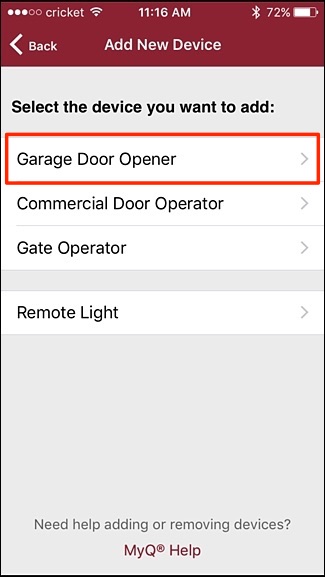 cricket 11:16 AM 72%
Back Add New Device
Select the device you want to add:
Garage Door Opener
Commercial Door Operator
Gate Operator
Remote Light
Need help adding or removing devices?
MyQ® Help